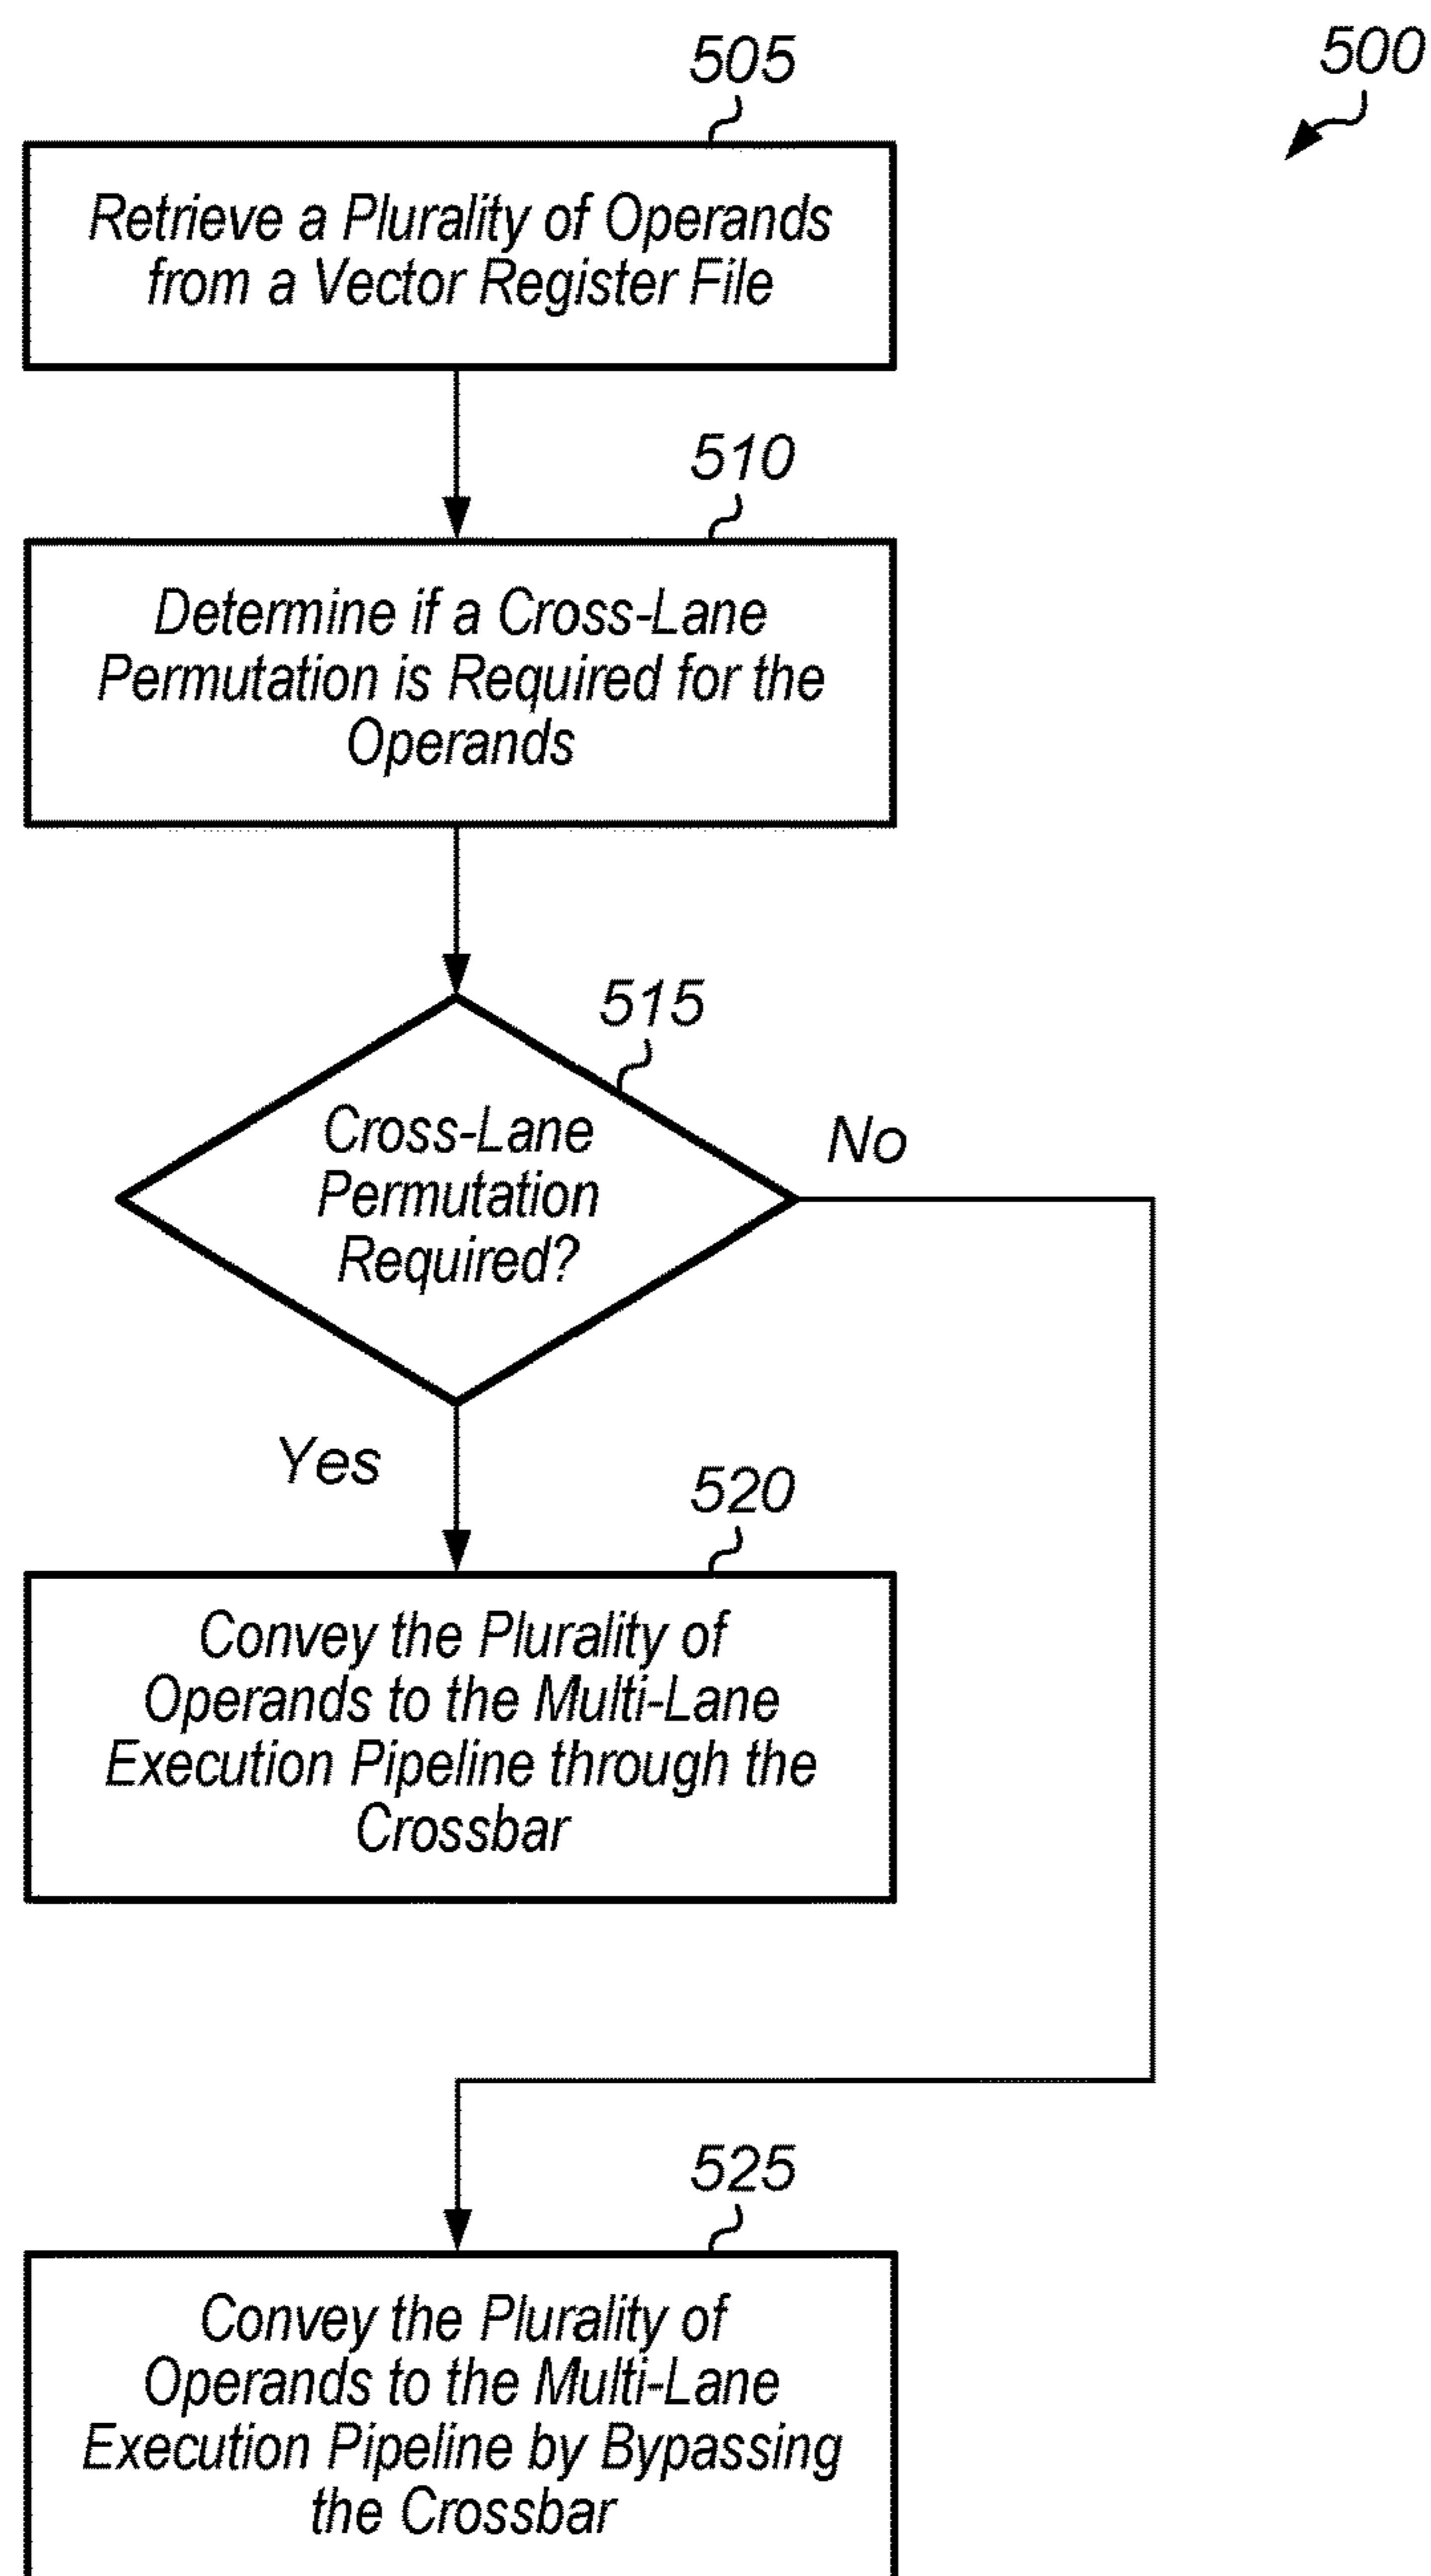 500
505
Retrieve a Plurality of Operands
from a Vector Register File
510
Determine if a Cross-Lane
Permutation is Required for the
Operands
515
Cross-Lane
Permutation
Required?
No
Yes
520
Convey the Plurality of
Operands to the Multi-Lane
Execution Pipeline through the
Crossbar
525
Convey the Plurality of
Operands to the Multi-Lane
Execution Pipeline by Bypassing
the Crossbar